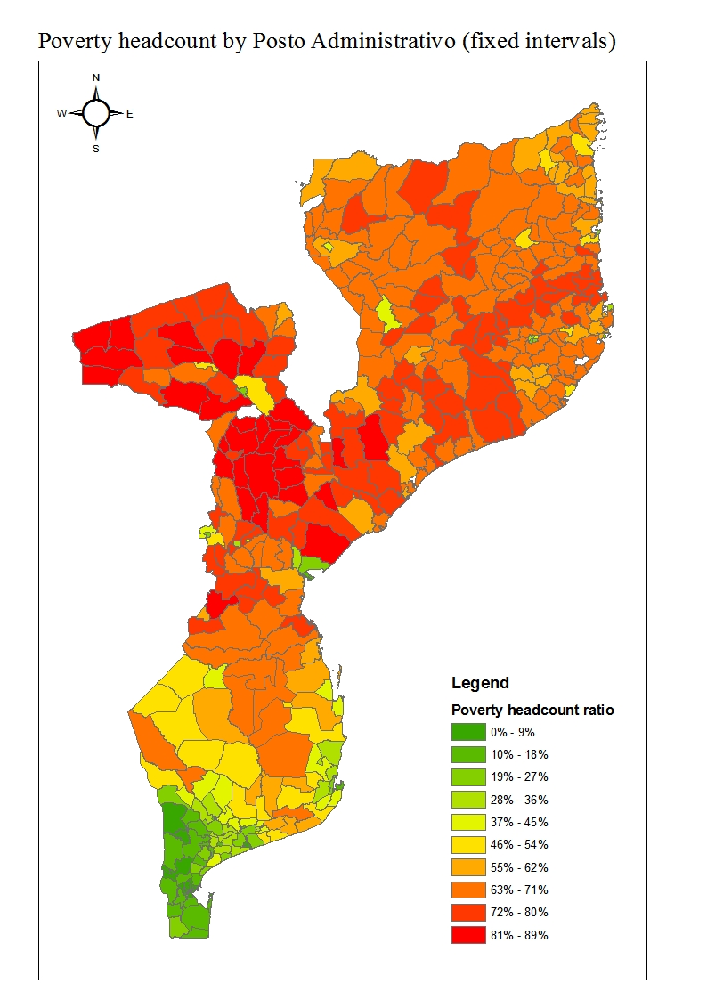 Poverty headcount by Posto Administrativo (fixed intervals)
N
W E
S
Legend
Poverty headcount ratio
0% - 9%
10% - 18%
19% - 27%
28% - 36%
37% - 45%
46% - 54%
55% - 62%
63% - 71%
72% - 80%
81% - 89%